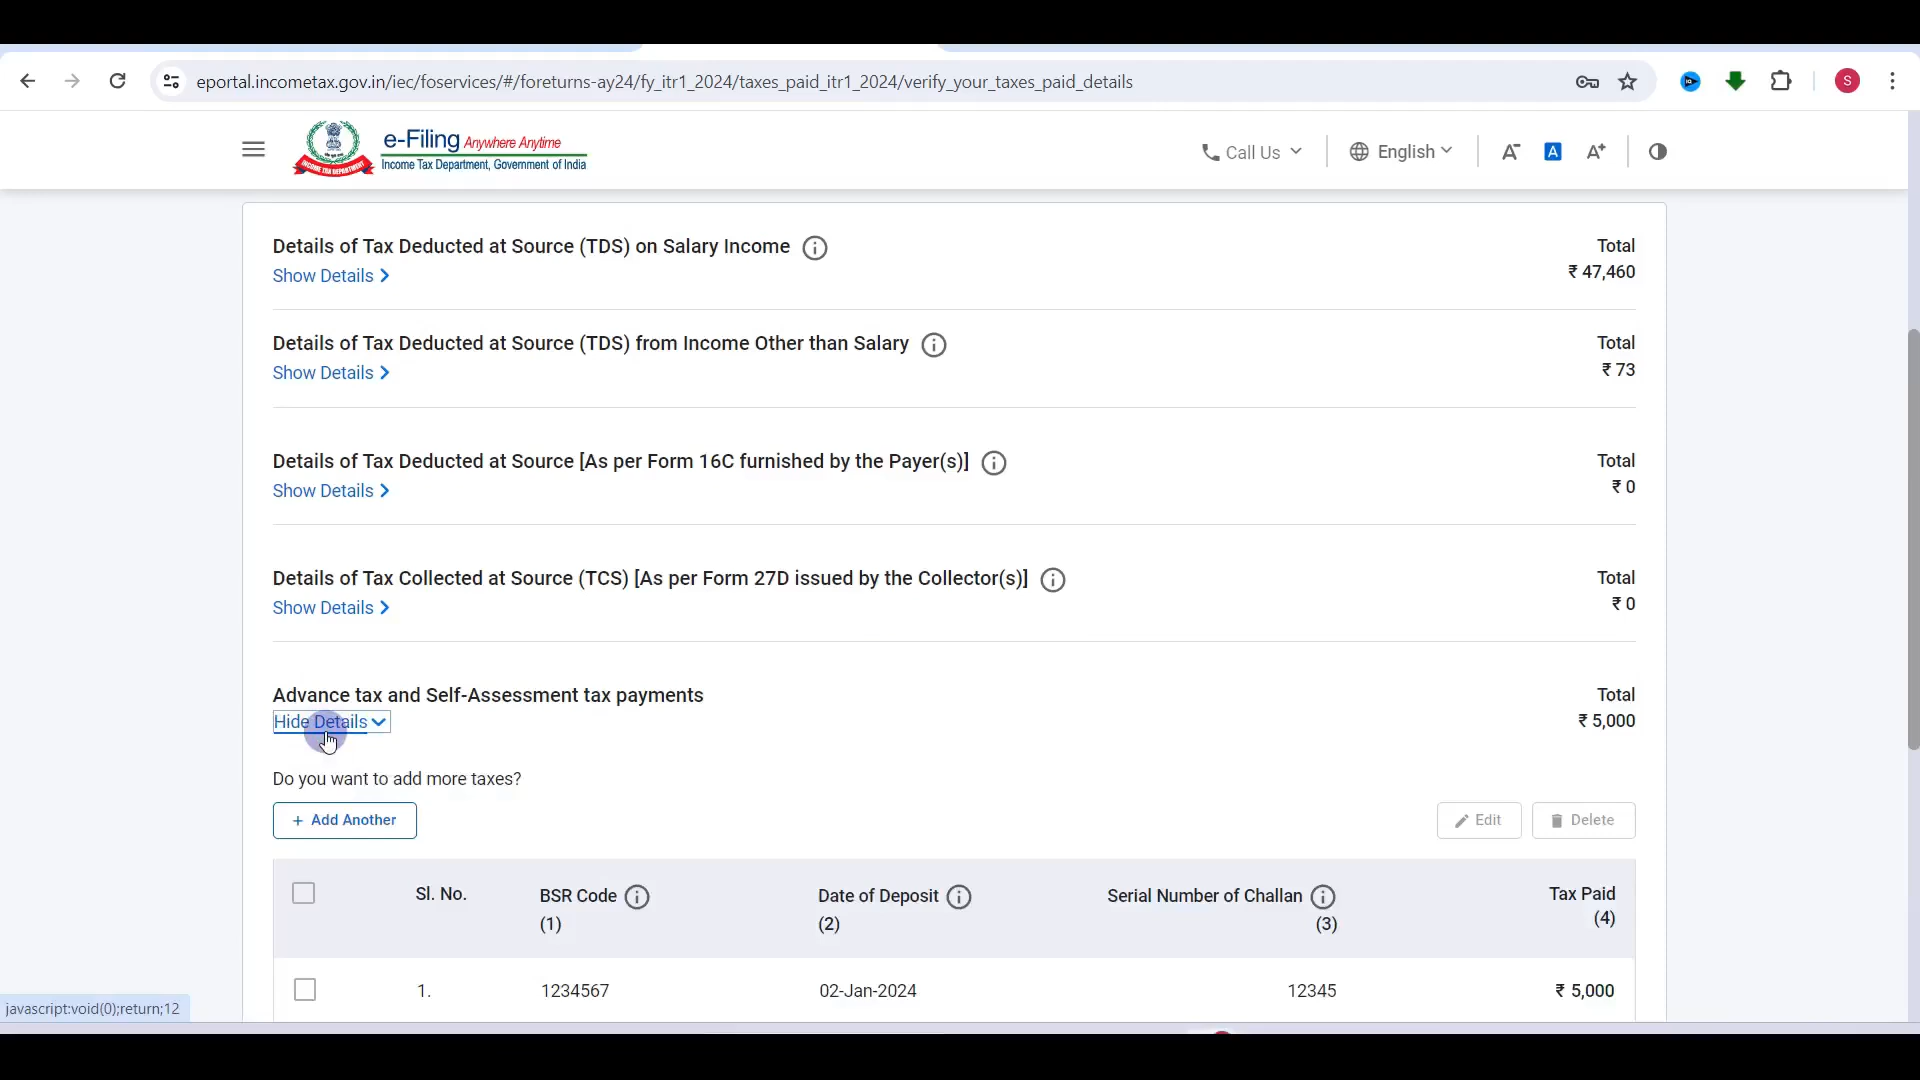 eportal.incometax.gov.in/iec/foservices/#/foreturns-ay24/fy_itr1_2024/taxes_paid_itr1_2024/verify_your_taxes_paid_details
S
e-Filing Anywhere Anytime
Income Tax Department, Government of India
INCOME TAX DEPARTMENT
Call Us
English
A-
A
A+
Details of Tax Deducted at Source (TDS) on Salary Income
Total
Show Details
₹ 47,460
Details of Tax Deducted at Source (TDS) from Income Other than Salary
Total
Show Details
₹ 73
Details of Tax Deducted at Source [As per Form 16C furnished by the Payer(s)]
Total
Show Details
₹ 0
Details of Tax Collected at Source (TCS) [As per Form 27D issued by the Collector(s)]
Total
Show Details
₹ 0
Advance tax and Self-Assessment tax payments
Total
Hide Details
₹ 5,000
Do you want to add more taxes?
+ Add Another
Edit
Delete
Sl. No.
BSR Code
(1)
Date of Deposit
(2)
Serial Number of Challan
(3)
Tax Paid
(4)
1.
1234567
02-Jan-2024
12345
₹ 5,000
javascript:void(0);return;12